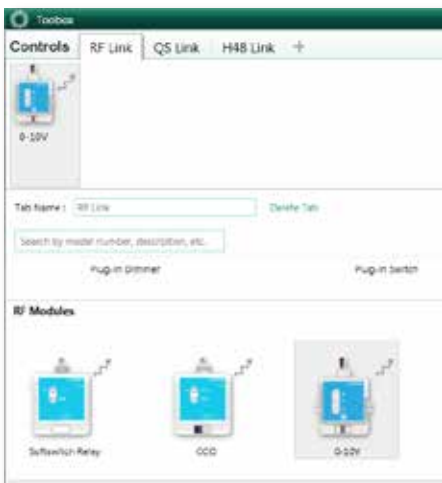 Toolbox
Controls RF Link QS Link H48 Link +
0-10V
Tab Name : RF Link Delete Tab
Search by model number, description, etc.
Plug-in Dimmer Plug-in Switch
RF Modules
Softswitch Relay CCO 0-10V